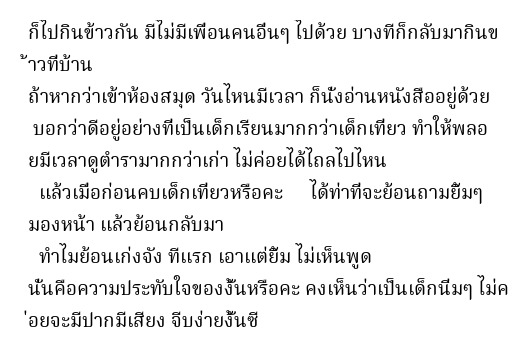 ก็ไปกินข้าวกัน มีไม่มีเพื่อนคนอื่นๆ ไปด้วย บางทีก็กลับมากินข
้าวที่บ้าน
ถ้าหากว่าเข้าห้องสมุด วันไหนมีเวลา ก็นั่งอ่านหนังสืออยู่ด้วย
บอกว่าดีอยู่อย่างที่เป็นเด็กเรียนมากกว่าเด็กเที่ยว ทำให้พลอ
ยมีเวลาดูตำรามากกว่าเก่า ไม่ค่อยได้ไถลไปไหน
แล้วเมื่อก่อนคบเด็กเที่ยวหรือคะ ได้ท่าที่จะย้อนถามยิ้มๆ
มองหน้า แล้วย้อนกลับมา
ทำไมย้อนเก่งจัง ทีแรก เอาแต่ยิ้ม ไม่เห็นพูด
นั่นคือความประทับใจของงั้นหรือคะ คงเห็นว่าเป็นเด็กนิ่มๆ ไม่ค
่อยจะมีปากมีเสียง จีบง่ายงั้นซี